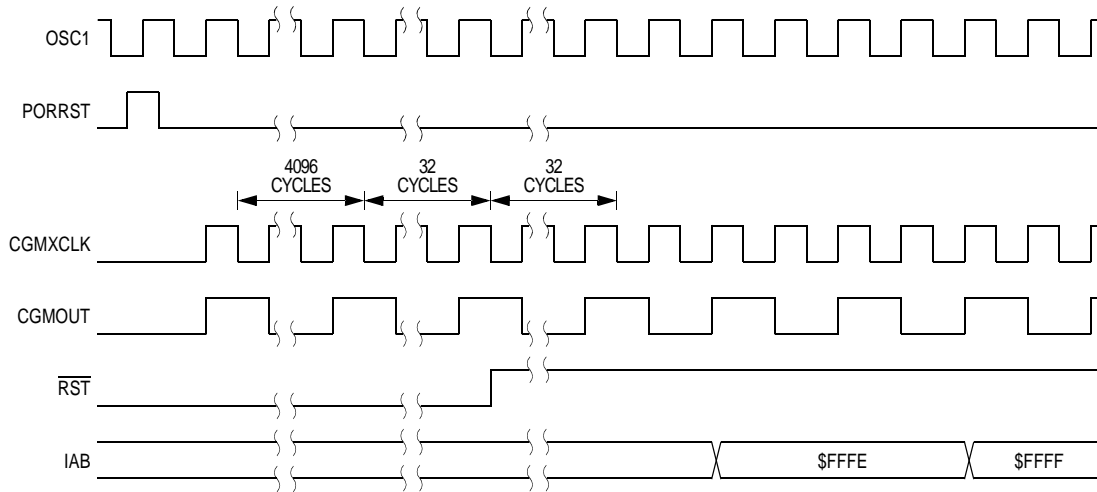 OSC1
PORRST
4096
CYCLES
32
CYCLES
32
CYCLES
CGMXCLK
CGMOUT
RST
IAB
$FFFE
$FFFF